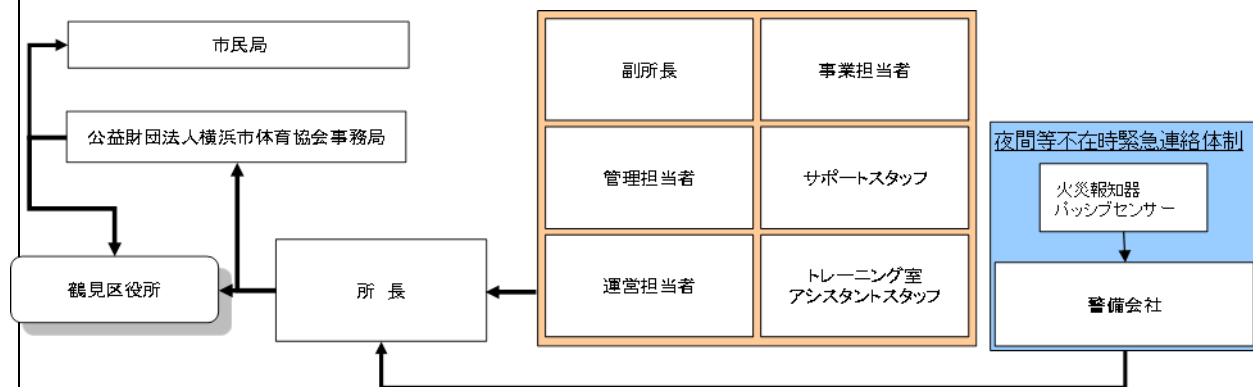 市民局
公益財団法人横浜市体育協会事務局
鶴見区役所
所 長
副所長
事業担当者
管理担当者
サポートスタッフ
運営担当者
トレーニング室
アシスタントスタッフ
夜間等不在時緊急連絡体制
火災報知器
パッシブセンサー
警備会社